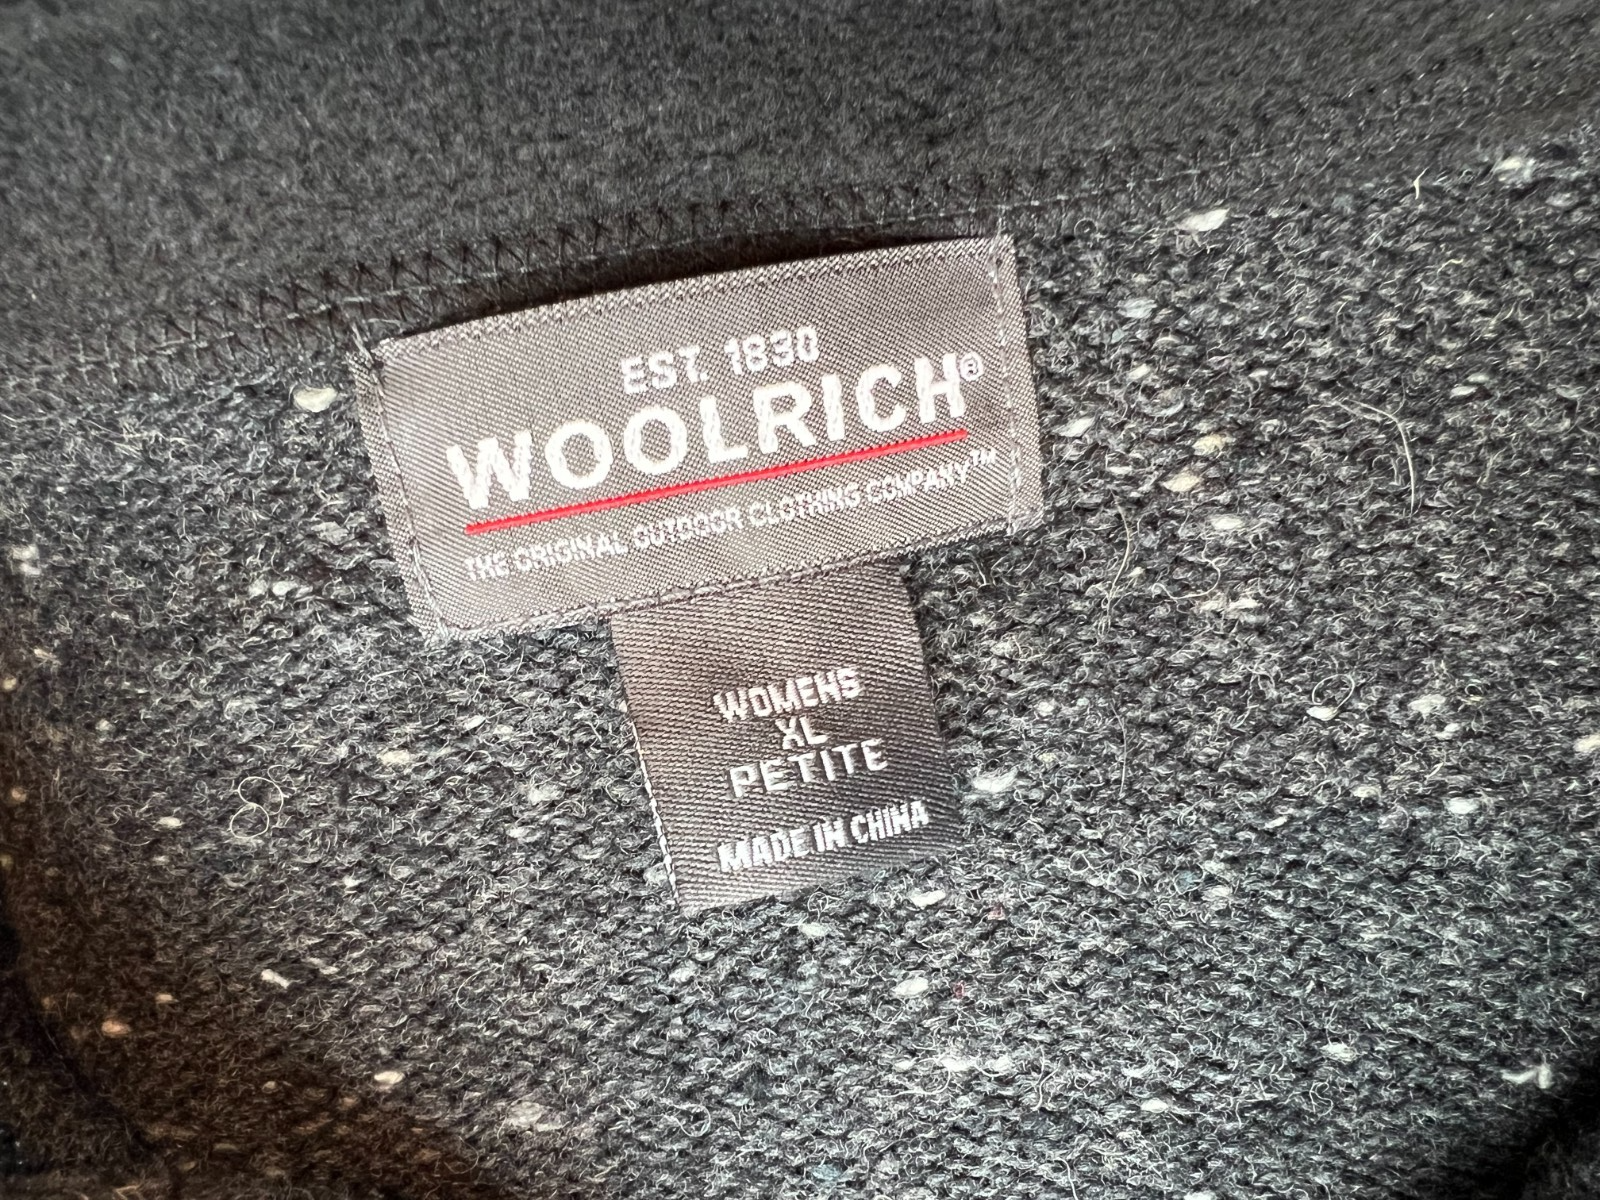 EST. 1830
WOOLRICH®
THE ORIGINAL OUTDOOR CLOTHING COMPANY™
WOMENS
XL
PETITE
MADE IN CHINA